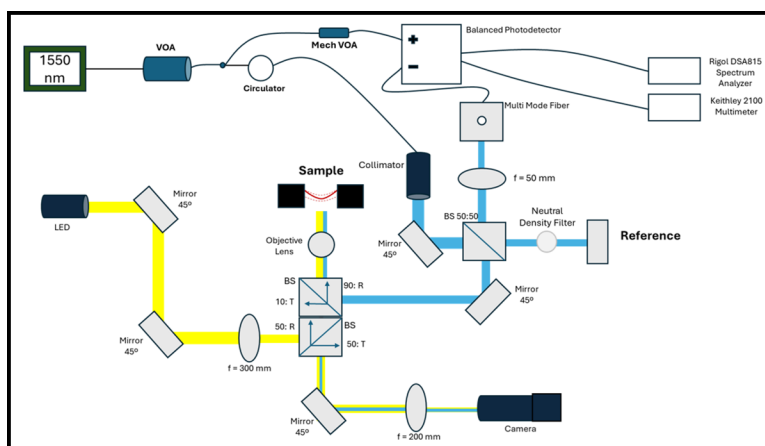 1550
nm
VOA
Mech VOA
Circulator
Balanced Photodetector
+
-
Rigol DSA815
Spectrum
Analyzer
Keithley 2100
Multimeter
Multi Mode Fiber
Collimator
f = 50 mm
Sample
Mirror
45º
LED
Objective
Lens
Mirror
45º
BS 50:50
Neutral
Density Filter
Reference
BS
90: R
10: T
Mirror
45º
50: R
BS
50: T
Mirror
45º
f = 300 mm
Mirror
45º
f = 200 mm
Camera